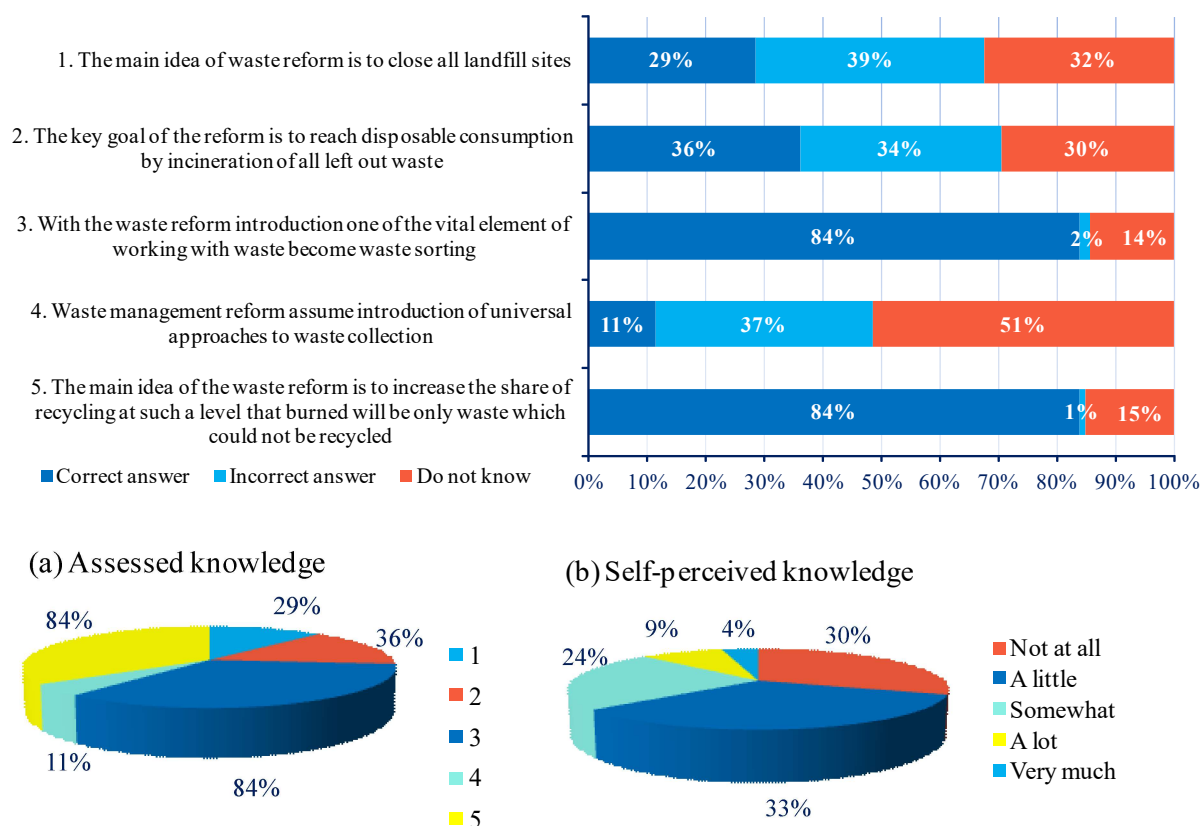 1. The main idea of waste reform is to close all landfill sites
29% 39% 32%
2. The key goal of the reform is to reach disposable consumption
by incineration of all left out waste
36% 34% 30%
3. With the waste reform introduction one of the vital element of
working with waste become waste sorting
84% 2% 14%
4. Waste management reform assume introduction of universal
approaches to waste collection
11% 37% 51%
5. The main idea of the waste reform is to increase the share of
recycling at such a level that burned will be only waste which
could not be recycled
84% 1% 15%
Correct answer Incorrect answer Do not know
0% 10% 20% 30% 40% 50% 60% 70% 80% 90% 100%
(a) Assessed knowledge
84% 29%
36%
11%
84%
1
2
3
4
5
(b) Self-perceived knowledge
9% 4% 30%
24%
33%
Not at all
A little
Somewhat
A lot
Very much